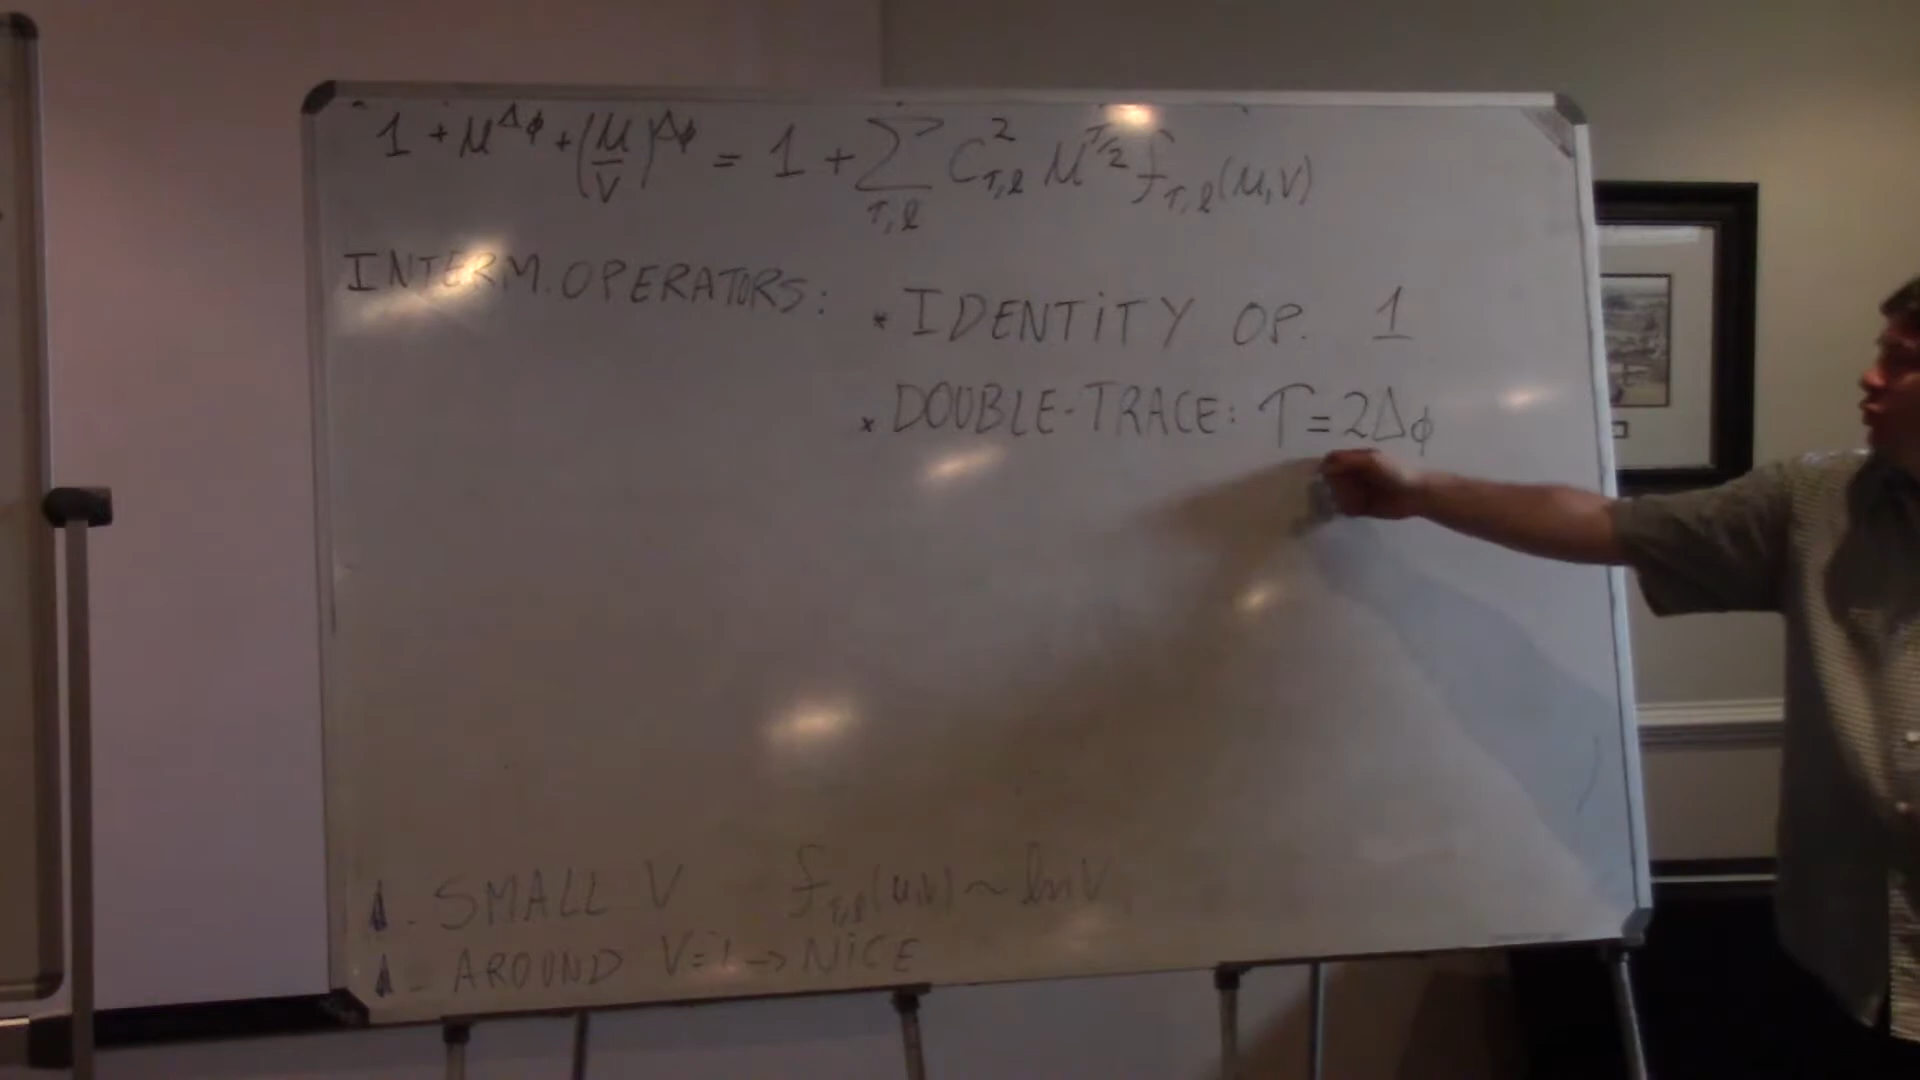 1 + u^{Δφ} + (u/v)^{Δφ} = 1 + Σ_{τ,ℓ} C²_{τ,ℓ} u^{τ/2} f_{τ,ℓ}(u,v)
INTERM. OPERATORS: * IDENTITY OP. 1
* DOUBLE-TRACE: τ = 2Δφ
- SMALL V f_{τ,ℓ}(u,v) ~ ln V
- AROUND V=1 → NICE